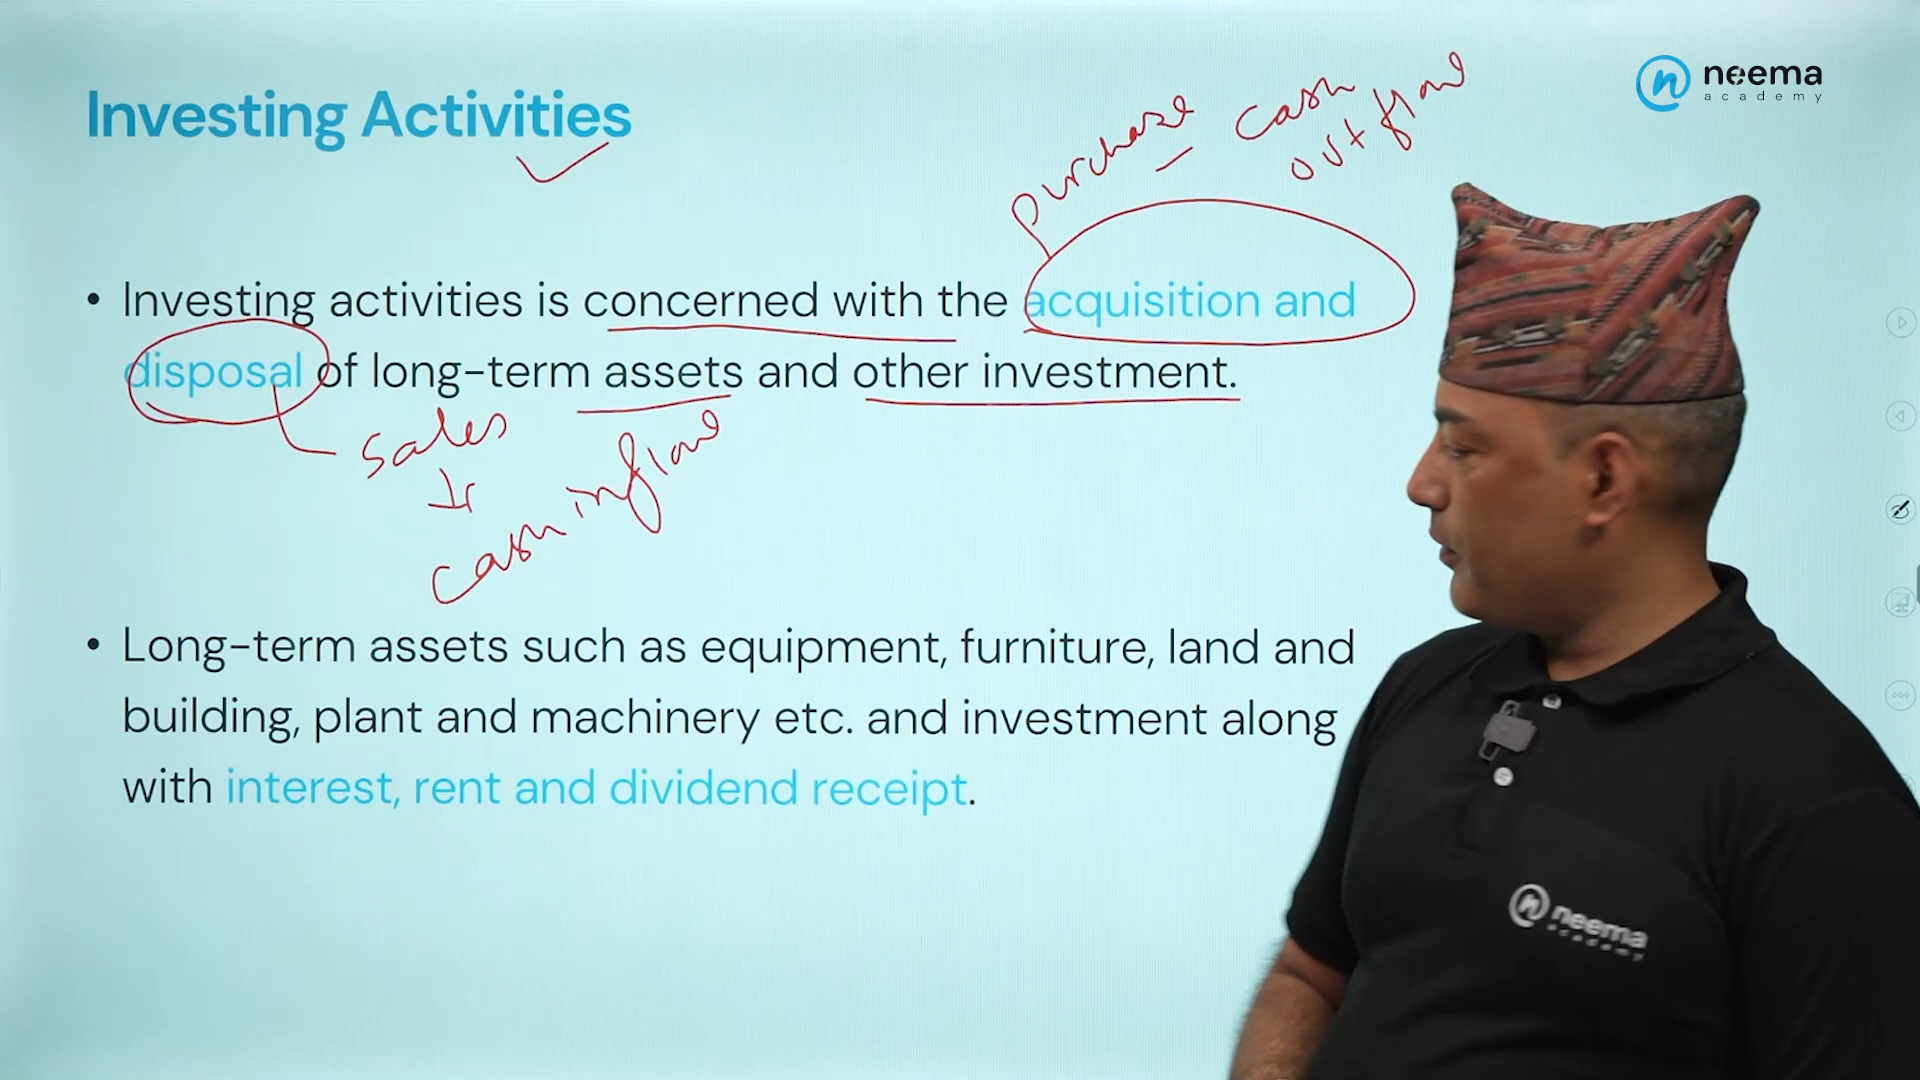 neema
academy
Investing Activities
purchase - cash
out flow
• Investing activities is concerned with the acquisition and
disposal of long-term assets and other investment.
sales
cash inflow
• Long-term assets such as equipment, furniture, land and
building, plant and machinery etc. and investment along
with interest, rent and dividend receipt.
neema
academy